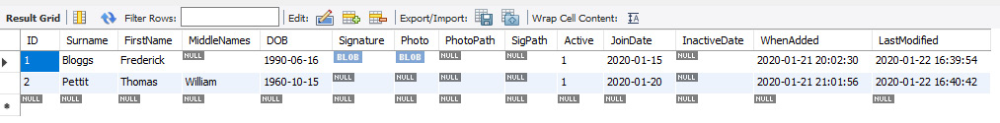 Result Grid Filter Rows: Edit: Export/Import: Wrap Cell Content: IA
ID Surname FirstName MiddleNames DOB Signature Photo PhotoPath SigPath Active JoinDate InactiveDate WhenAdded LastModified
1 Bloggs Frederick NULL 1990-06-16 BLOB BLOB NULL NULL 1 2020-01-15 NULL 2020-01-21 20:02:30 2020-01-22 16:39:54
2 Pettit Thomas William 1960-10-15 NULL NULL NULL NULL 1 2020-01-20 NULL 2020-01-21 21:01:56 2020-01-22 16:40:42
NULL NULL NULL NULL NULL NULL NULL NULL NULL NULL NULL NULL NULL NULL